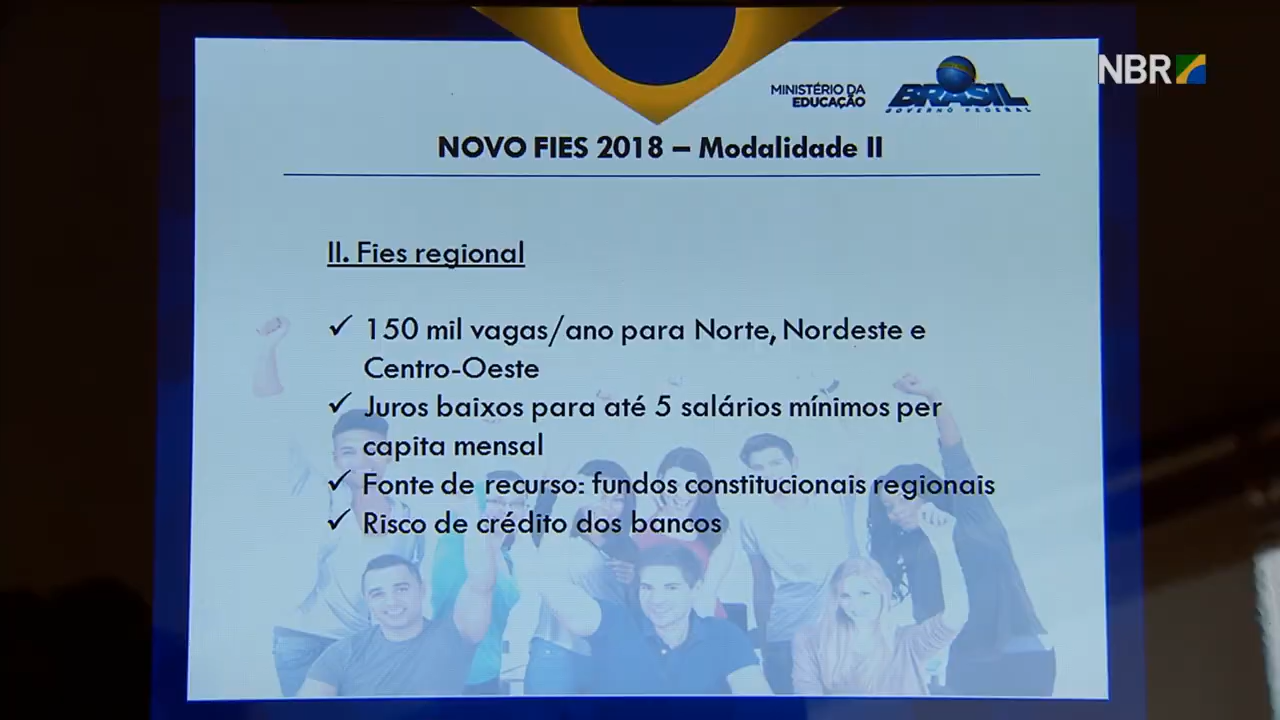 NBR
MINISTÉRIO DA
EDUCAÇÃO
BRASIL
GOVERNO FEDERAL
NOVO FIES 2018 – Modalidade II
II. Fies regional
✓ 150 mil vagas/ano para Norte, Nordeste e
Centro-Oeste
✓ Juros baixos para até 5 salários mínimos per
capita mensal
✓ Fonte de recurso: fundos constitucionais regionais
✓ Risco de crédito dos bancos